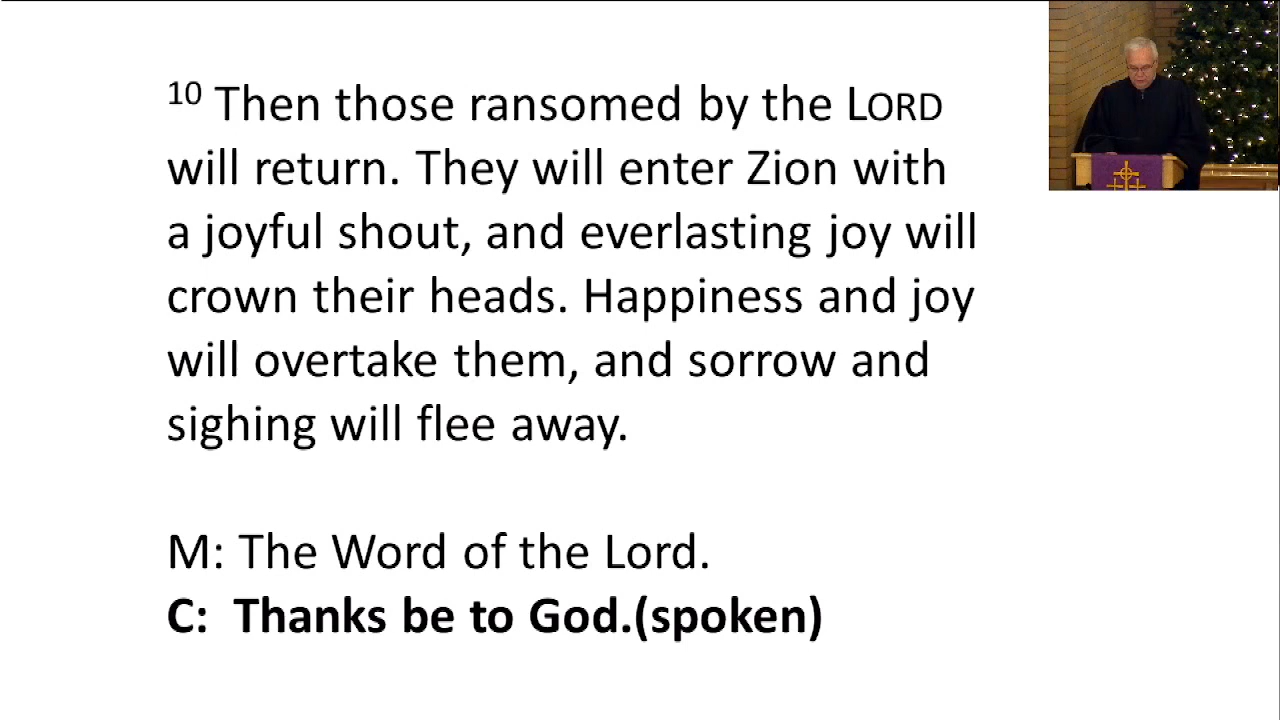 10 Then those ransomed by the LORD
will return. They will enter Zion with
a joyful shout, and everlasting joy will
crown their heads. Happiness and joy
will overtake them, and sorrow and
sighing will flee away.
M: The Word of the Lord.
C:  Thanks be to God.(spoken)